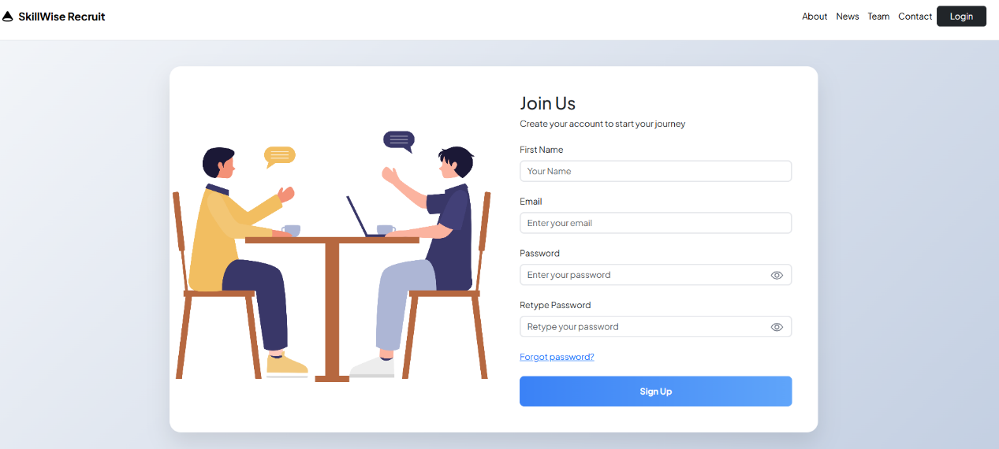 SkillWise Recruit
About News Team Contact Login
Join Us
Create your account to start your journey
First Name
Your Name
Email
Enter your email
Password
Enter your password
Retype Password
Retype your password
Forgot password?
Sign Up